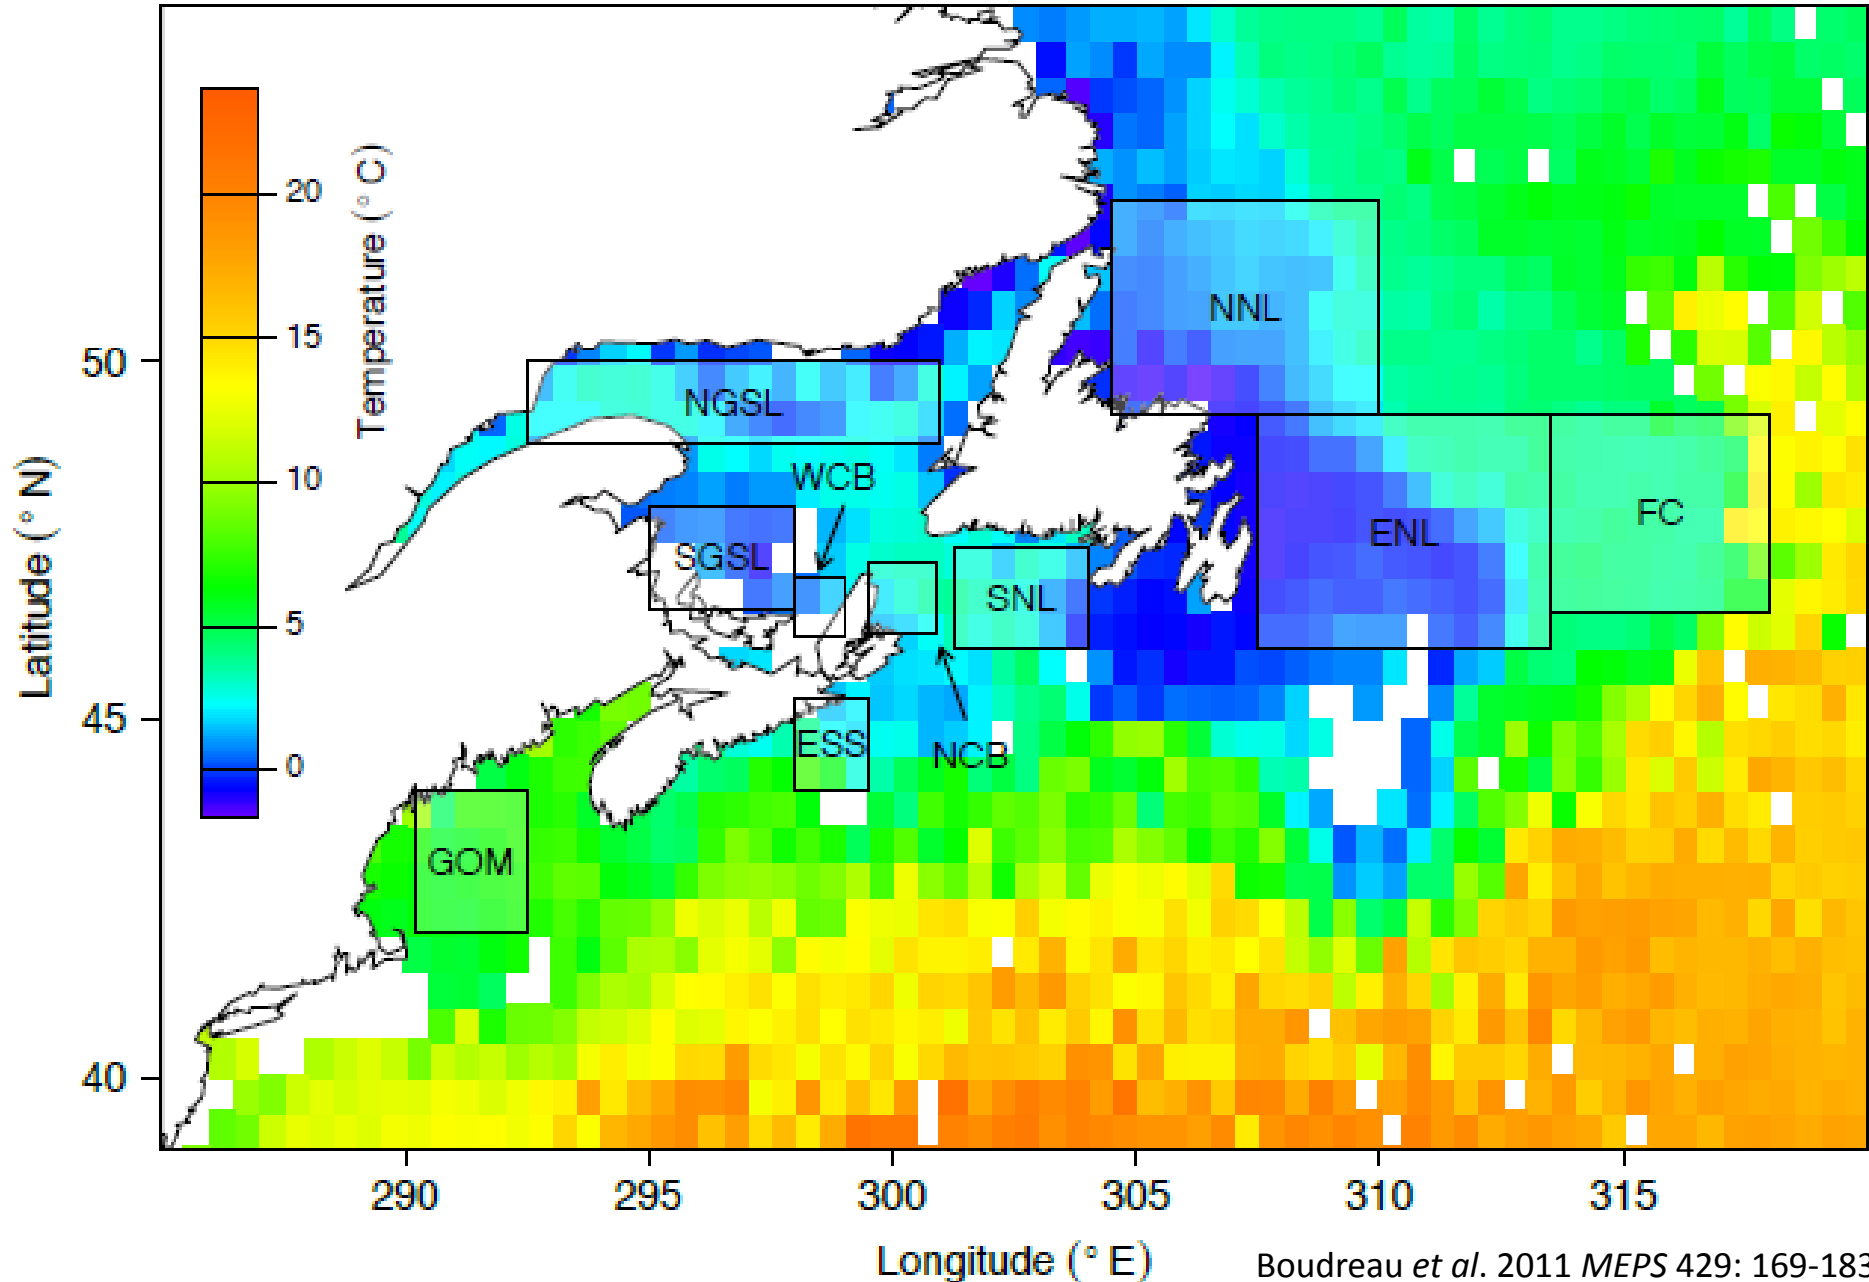 20
15
10
5
0
Temperature (° C)
50
45
40
Latitude (° N)
NNL
NGSL
WCB
SGSL
ENL
FC
SNL
NCB
ESS
GOM
290 295 300 305 310 315
Longitude (° E)
Boudreau et al. 2011 MEPS 429: 169-183